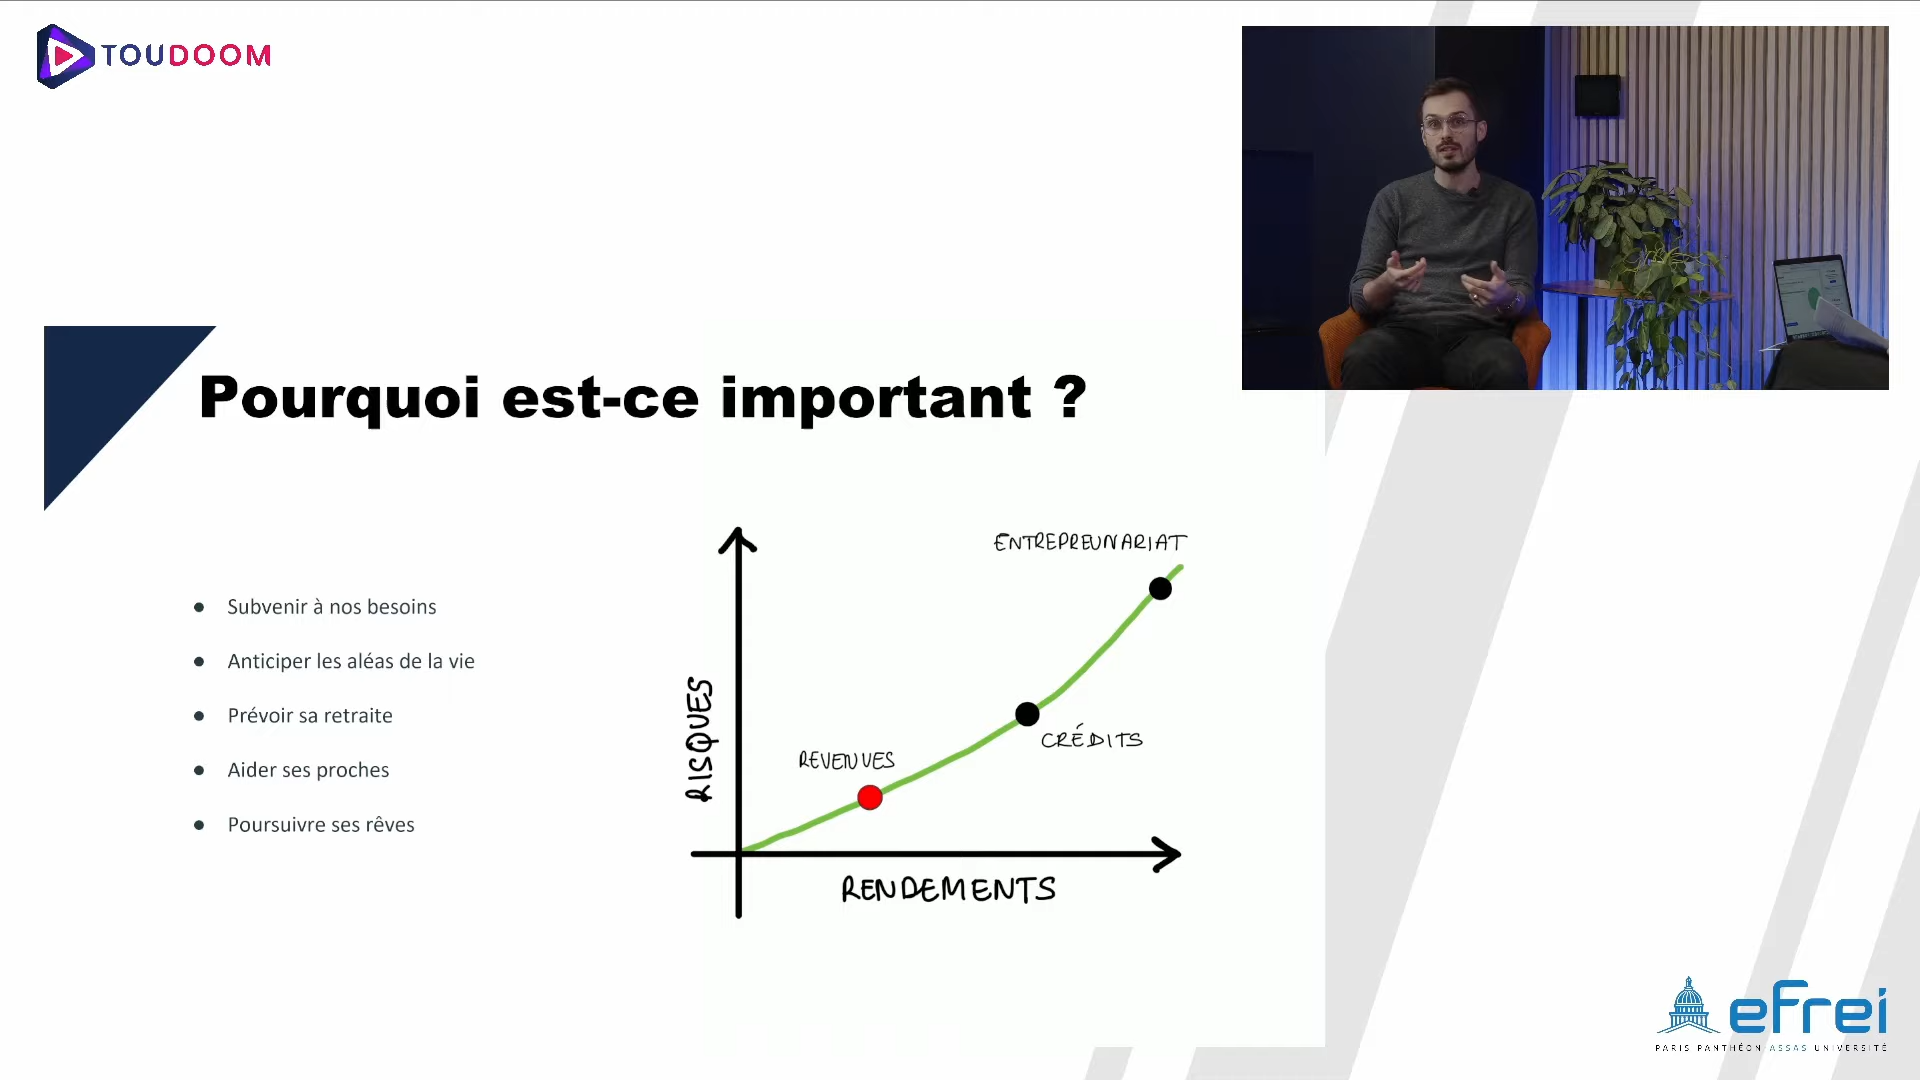 TOUDOOM
Pourquoi est-ce important ?
Subvenir à nos besoins
Anticiper les aléas de la vie
Prévoir sa retraite
Aider ses proches
Poursuivre ses rêves
ENTREPREUNARIAT
CRÉDITS
REVENUES
RISQUES
RENDEMENTS
efrei
PARIS PANTHÉON ASSAS UNIVERSITÉ